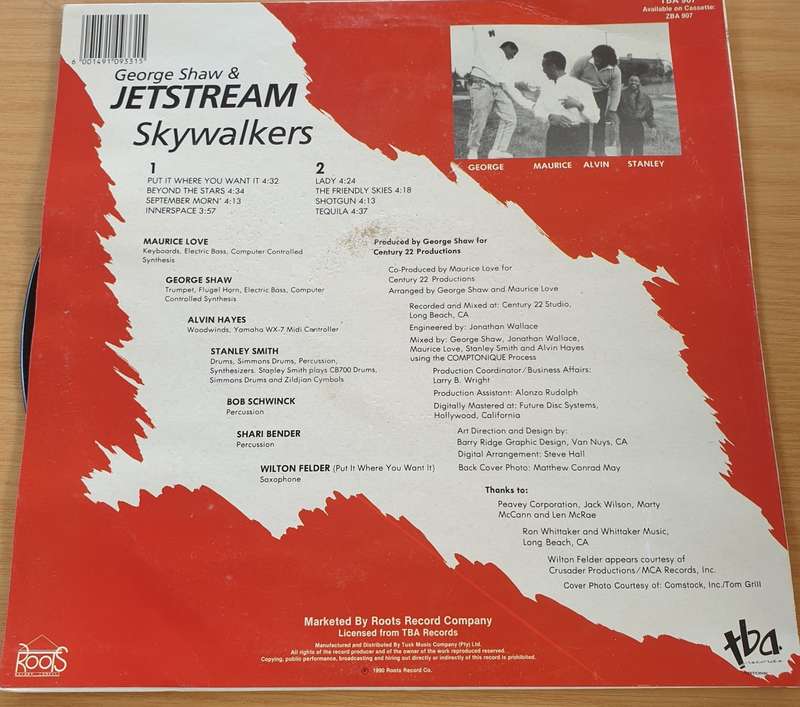 TBA 907
Available on Cassette:
ZBA 907
6 001491 093315
George Shaw &
JETSTREAM
Skywalkers
GEORGE MAURICE ALVIN STANLEY
1
PUT IT WHERE YOU WANT IT 4:32
BEYOND THE STARS 4:34
SEPTEMBER MORN' 4:13
INNERSPACE 3:57
2
LADY 4:24
THE FRIENDLY SKIES 4:18
SHOTGUN 4:13
TEQUILA 4:37
MAURICE LOVE
Keyboards, Electric Bass, Computer Controlled
Synthesis
GEORGE SHAW
Trumpet, Flugel Horn, Electric Bass, Computer
Controlled Synthesis
ALVIN HAYES
Woodwinds, Yamaha WX-7 Midi Controller
STANLEY SMITH
Drums, Simmons Drums, Percussion,
Synthesizers. Stanley Smith plays CB700 Drums,
Simmons Drums and Zildjian Cymbols
BOB SCHWINCK
Percussion
SHARI BENDER
Percussion
WILTON FELDER (Put It Where You Want It)
Saxophone
Produced by George Shaw for
Century 22 Productions
Co-Produced by Maurice Love for
Century 22 Productions
Arranged by George Shaw and Maurice Love
Recorded and Mixed at: Century 22 Studio,
Long Beach, CA
Engineered by: Jonathan Wallace
Mixed by: George Shaw, Jonathan Wallace,
Maurice Love, Stanley Smith and Alvin Hayes
using the COMPTONIQUE Process
Production Coordinator/Business Affairs:
Larry B. Wright
Production Assistant: Alonzo Rudolph
Digitally Mastered at: Future Disc Systems,
Hollywood, California
Art Direction and Design by:
Barry Ridge Graphic Design, Van Nuys, CA
Digital Arrangement: Steve Hall
Back Cover Photo: Matthew Conrad May
Thanks to:
Peavey Corporation, Jack Wilson, Marty
McCann and Len McRae
Ron Whittaker and Whittaker Music,
Long Beach, CA
Wilton Felder appears courtesy of
Crusader Productions/MCA Records, Inc.
Cover Photo Courtesy of: Comstock, Inc./Tom Grill
Marketed By Roots Record Company
Licensed from TBA Records
Manufactured and Distributed By Tusk Music Company (Pty) Ltd.
All rights of the record producer and of the owner of the work reproduced reserved.
Copying, public performance, broadcasting and hiring out directly or indirectly of this record is prohibited.
℗ 1990 Roots Record Co.
ROOTS
RECORD COMPANY
tba